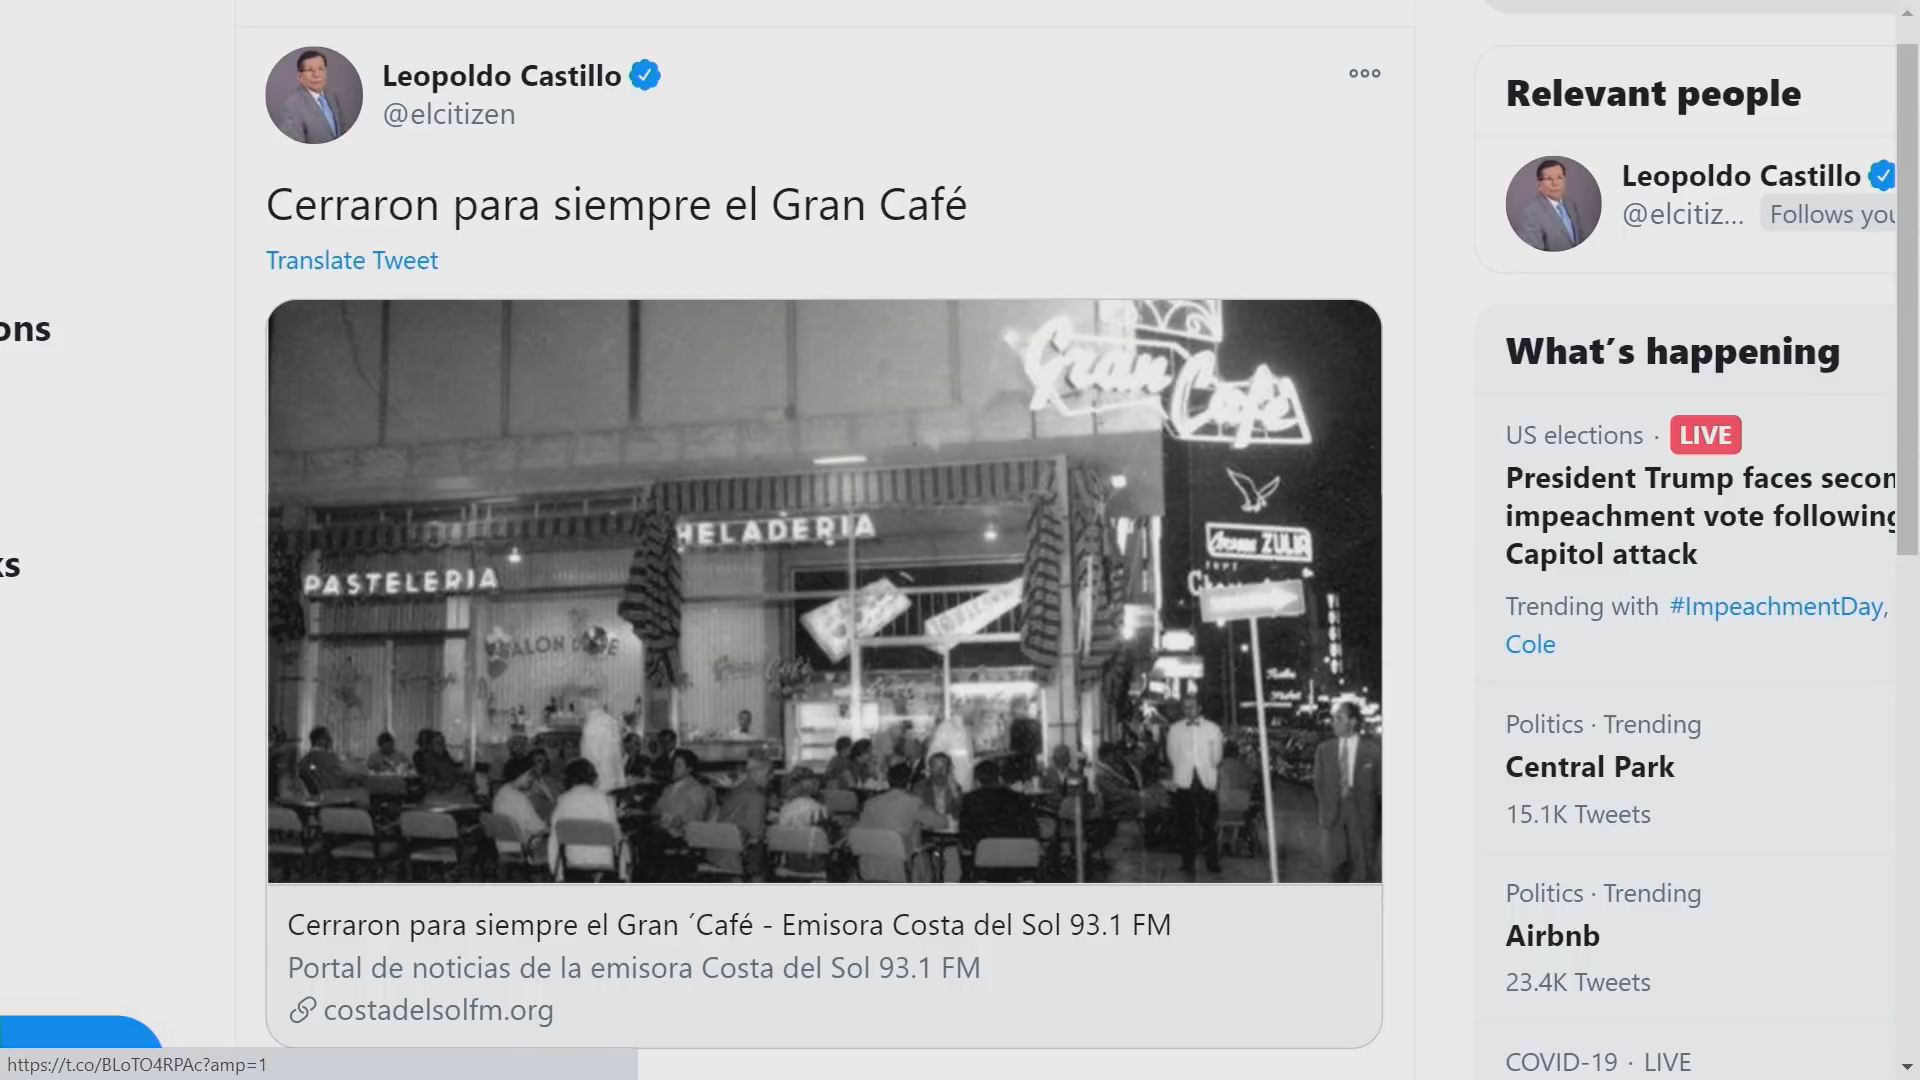 Leopoldo Castillo
@elcitizen
Cerraron para siempre el Gran Café
Translate Tweet
Gran Café
HELADERIA
PASTELERIA
ZULIA
Gran Café
Cerraron para siempre el Gran ´Café - Emisora Costa del Sol 93.1 FM
Portal de noticias de la emisora Costa del Sol 93.1 FM
costadelsolfm.org
https://t.co/BLoTO4RPAc?amp=1
ons
ks
Relevant people
Leopoldo Castillo
@elcitiz... Follows you
What's happening
US elections · LIVE
President Trump faces secon
impeachment vote following
Capitol attack
Trending with #ImpeachmentDay,
Cole
Politics · Trending
Central Park
15.1K Tweets
Politics · Trending
Airbnb
23.4K Tweets
COVID-19 · LIVE